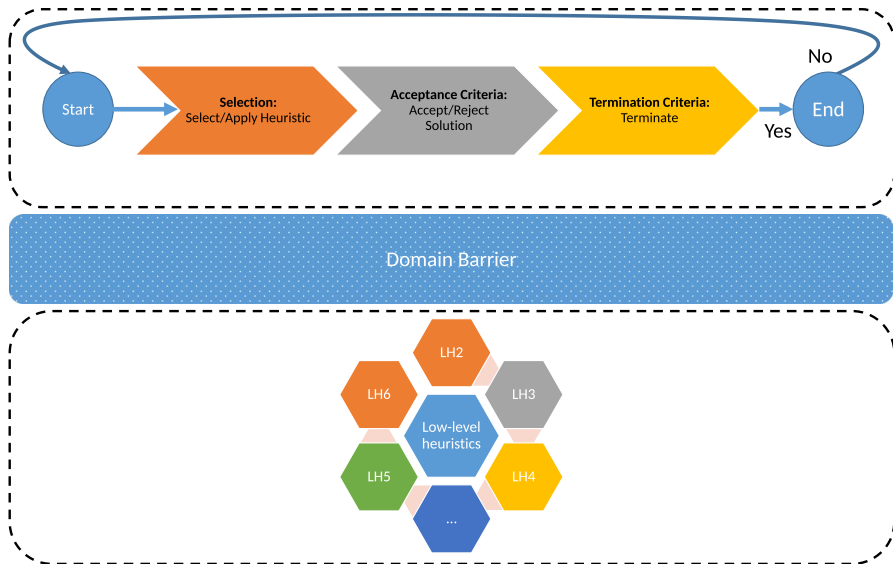 No
Start
Selection:
Select/Apply Heuristic
Acceptance Criteria:
Accept/Reject
Solution
Termination Criteria:
Terminate
End
Yes
Domain Barrier
LH2
LH6
LH3
Low-level
heuristics
LH5
LH4
...